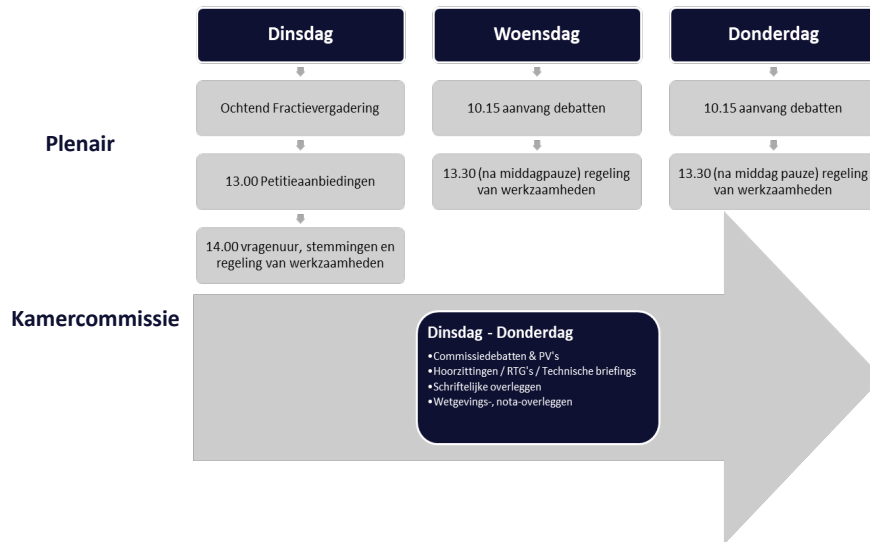 Dinsdag
Woensdag
Donderdag
Plenair
Ochtend Fractievergadering
10.15 aanvang debatten
10.15 aanvang debatten
13.00 Petitieaanbiedingen
13.30 (na middagpauze) regeling
van werkzaamheden
13.30 (na middag pauze) regeling
van werkzaamheden
14.00 vragenuur, stemmingen en
regeling van werkzaamheden
Kamercommissie
Dinsdag - Donderdag
•Commissiedebatten & PV's
•Hoorzittingen / RTG's / Technische briefings
•Schriftelijke overleggen
•Wetgevings-, nota-overleggen